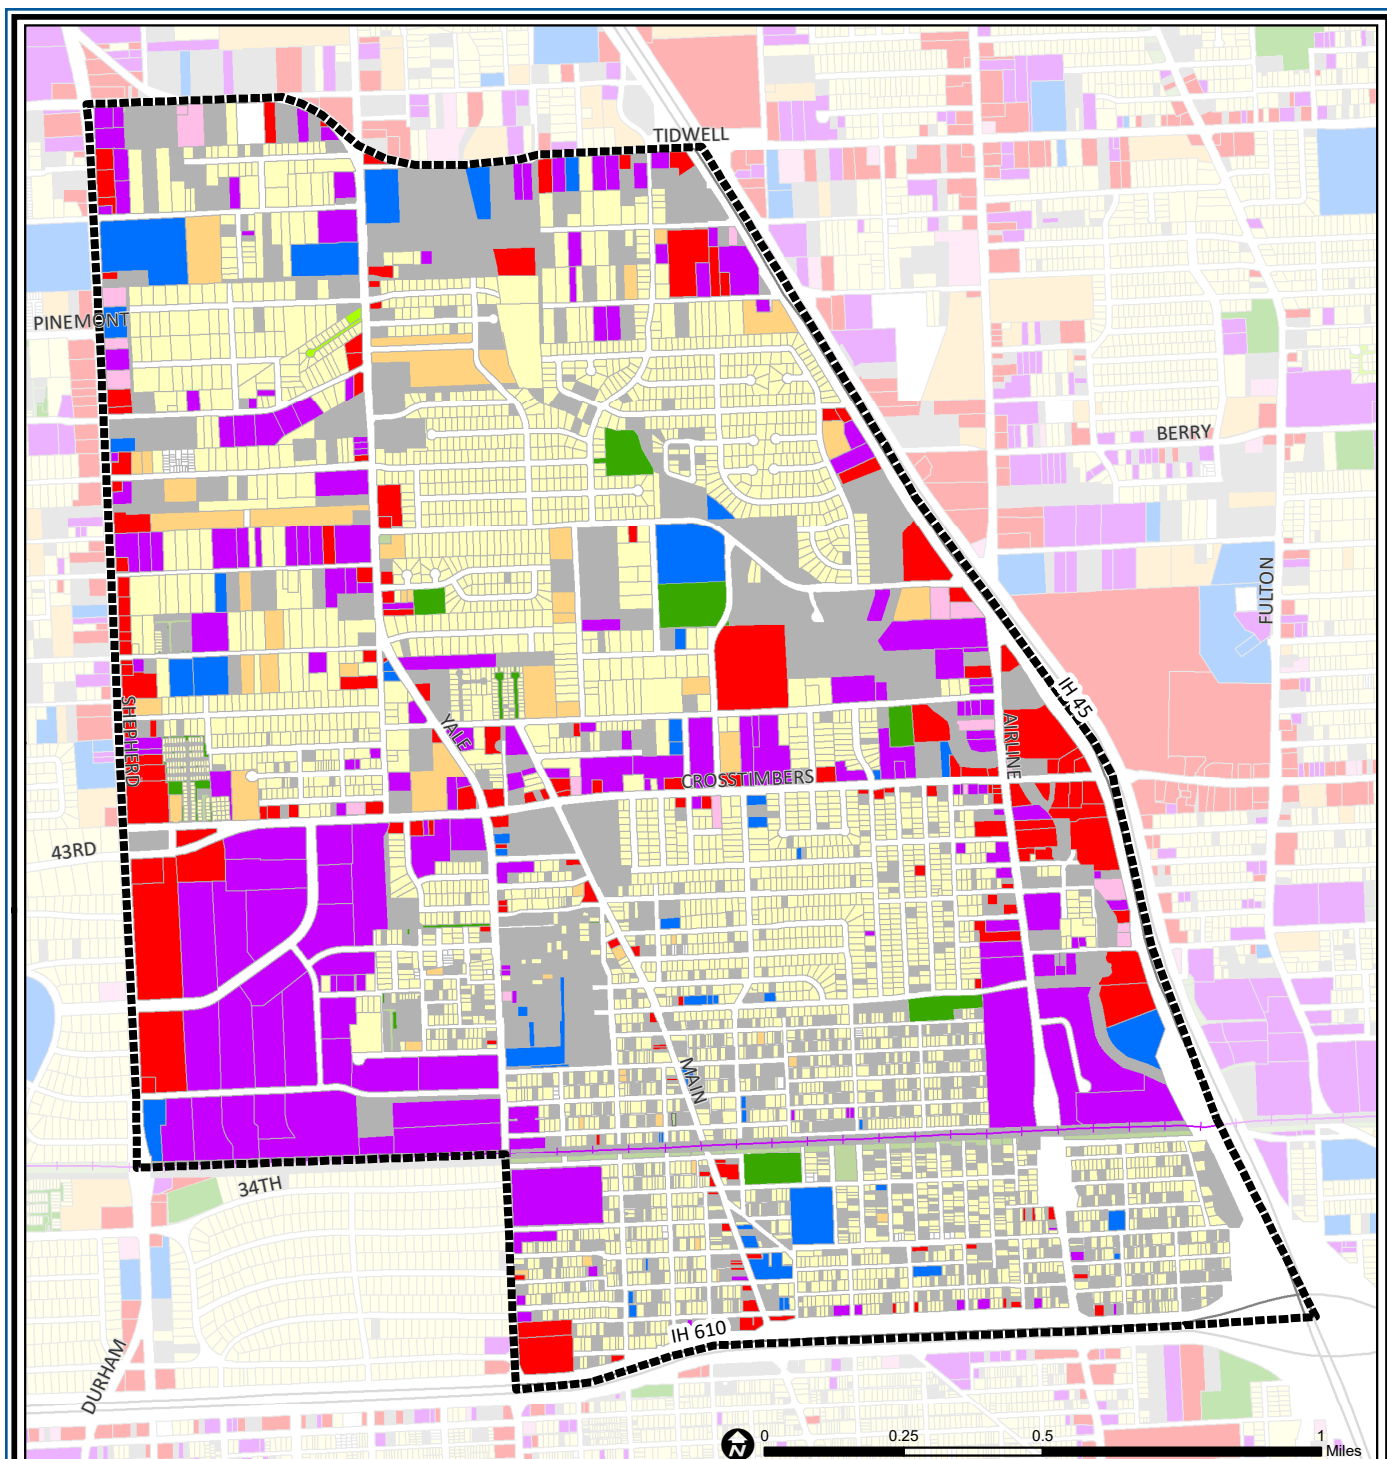 TIDWELL
PINEMONT
BERRY
FULTON
IH 45
SHEPHERD
YALE
AIRLINE
CROSSTIMBERS
43RD
MAIN
34TH
IH 610
DURHAM
N
0 0.25 0.5 1
Miles